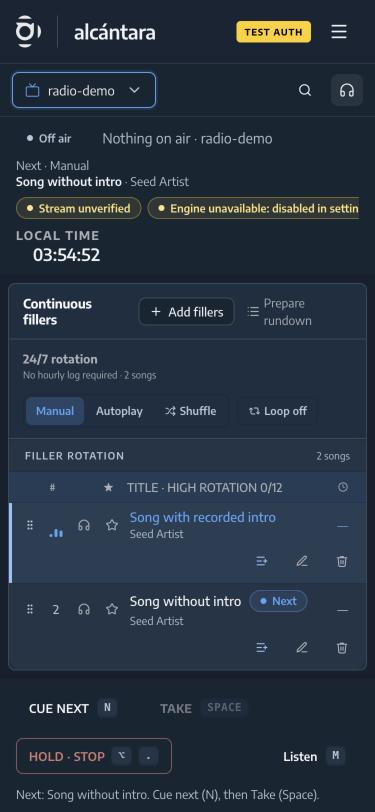 alcántara
TEST AUTH
radio-demo
Off air
Nothing on air · radio-demo
Next · Manual
Song without intro · Seed Artist
Stream unverified
Engine unavailable: disabled in settin
LOCAL TIME
03:54:52
Continuous fillers
Add fillers
Prepare rundown
24/7 rotation
No hourly log required · 2 songs
Manual
Autoplay
Shuffle
Loop off
FILLER ROTATION
2 songs
#
TITLE · HIGH ROTATION 0/12
Song with recorded intro
—
Seed Artist
2
Song without intro
Next
—
Seed Artist
CUE NEXT N
TAKE SPACE
HOLD · STOP ⌥ .
Listen M
Next: Song without intro. Cue next (N), then Take (Space).